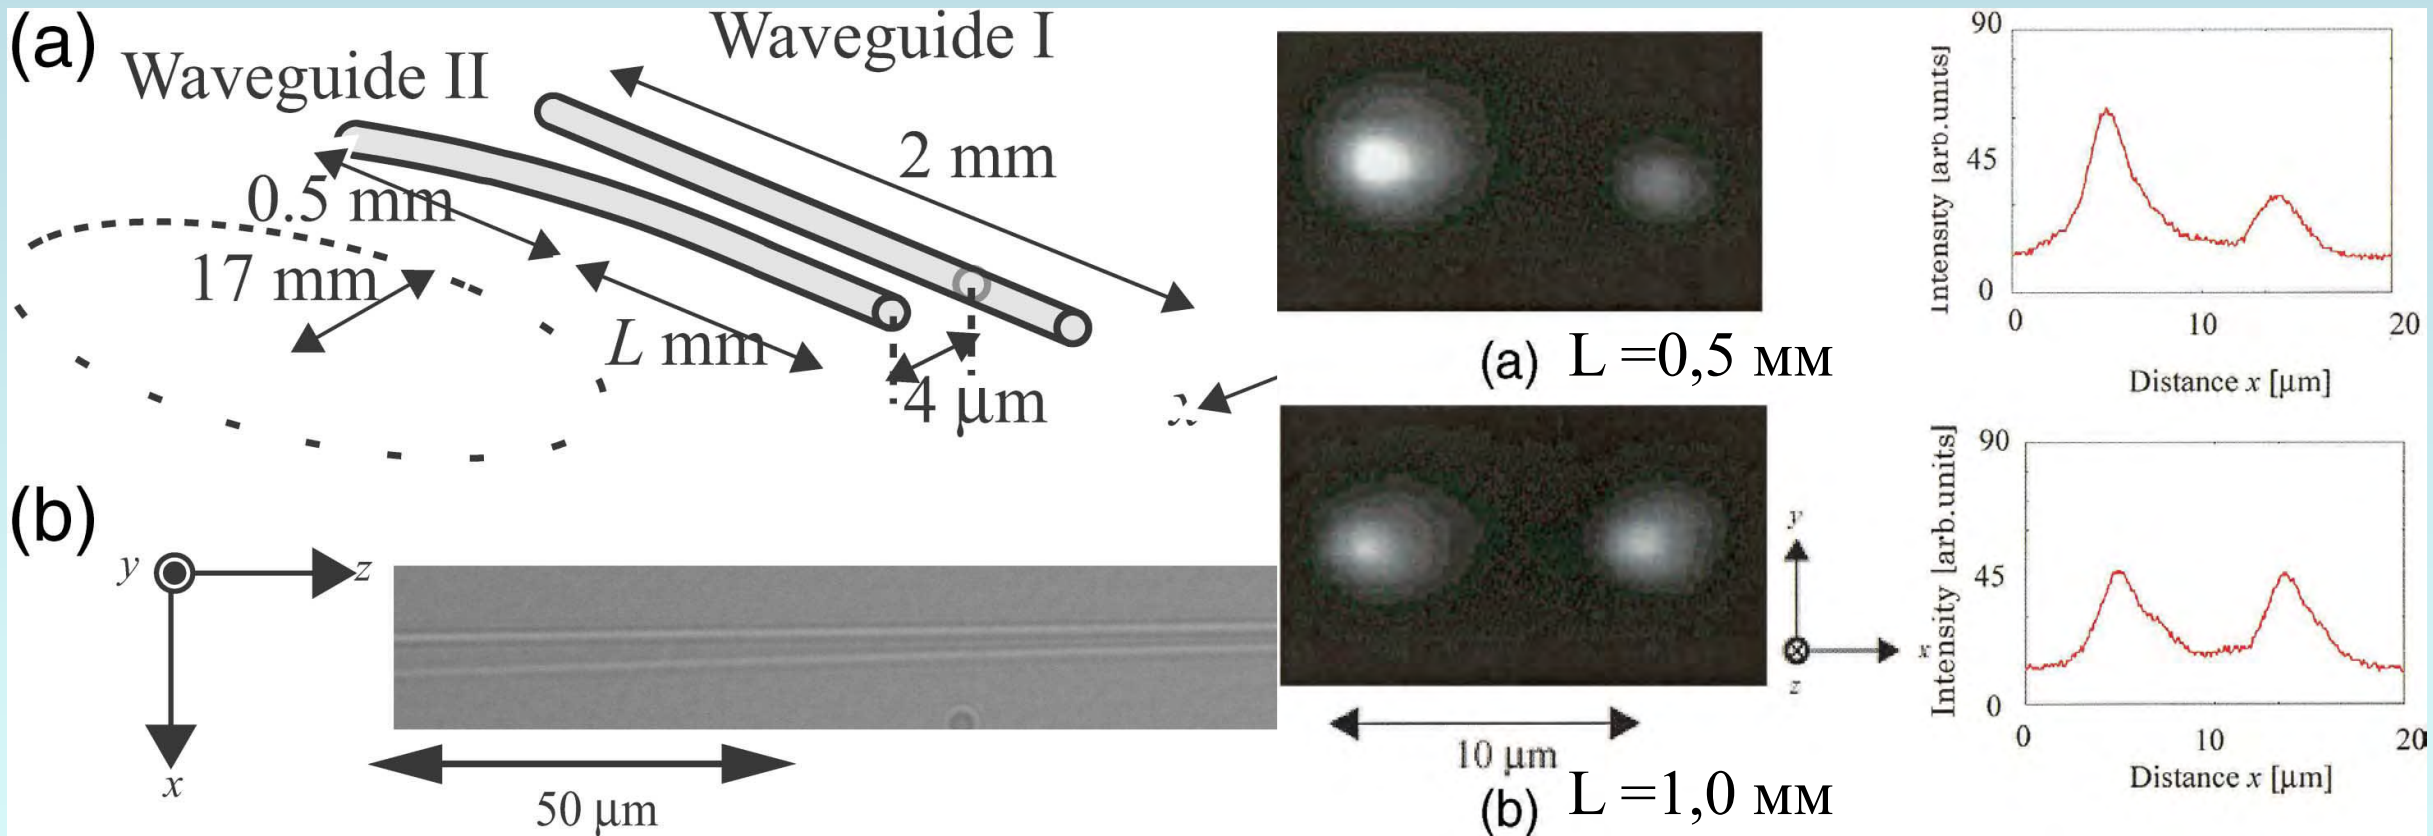 (a)
Waveguide I
Waveguide II
2 mm
0.5 mm
17 mm
L mm
4 μm
x
(b)
y
z
x
50 μm
(a) L =0,5 мм
y
x
z
10 μm
(b) L =1,0 мм
Intensity [arb.units]
90
45
0
0 10 20
Distance x [μm]
Intensity [arb.units]
90
45
0
0 10 20
Distance x [μm]